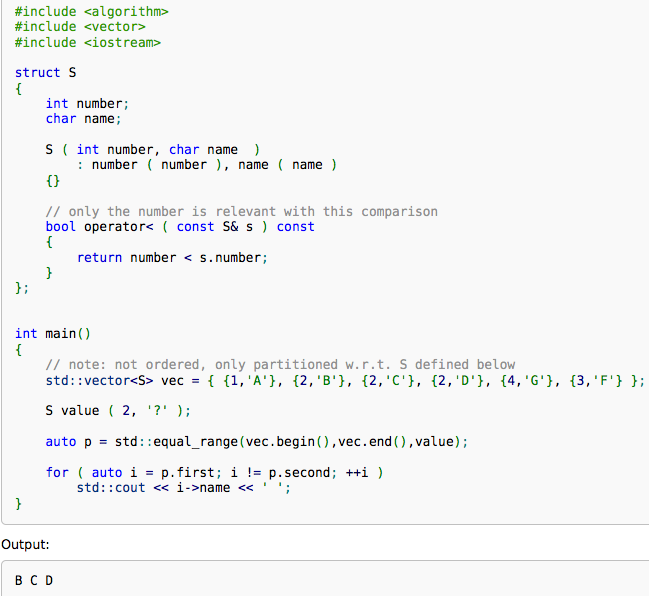 #include <algorithm>
#include <vector>
#include <iostream>

struct S
{
    int number;
    char name;

    S ( int number, char name  )
        : number ( number ), name ( name )
    {}

    // only the number is relevant with this comparison
    bool operator< ( const S& s ) const
    {
        return number < s.number;
    }
};


int main()
{
    // note: not ordered, only partitioned w.r.t. S defined below
    std::vector<S> vec = { {1,'A'}, {2,'B'}, {2,'C'}, {2,'D'}, {4,'G'}, {3,'F'} };

    S value ( 2, '?' );

    auto p = std::equal_range(vec.begin(),vec.end(),value);

    for ( auto i = p.first; i != p.second; ++i )
        std::cout << i->name << ' ';
}
Output:
B C D